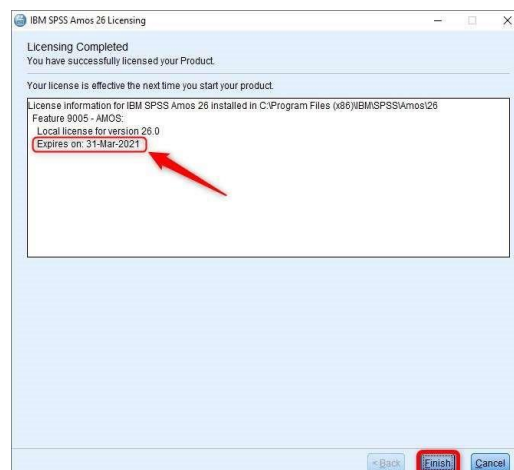 IBM SPSS Amos 26 Licensing
Licensing Completed
You have successfully licensed your Product.
Your license is effective the next time you start your product.
License information for IBM SPSS Amos 26 installed in C:\Program Files (x86)\IBM\SPSS\Amos\26
Feature 9005 - AMOS:
Local license for version 26.0
Expires on: 31-Mar-2021
< Back Finish Cancel